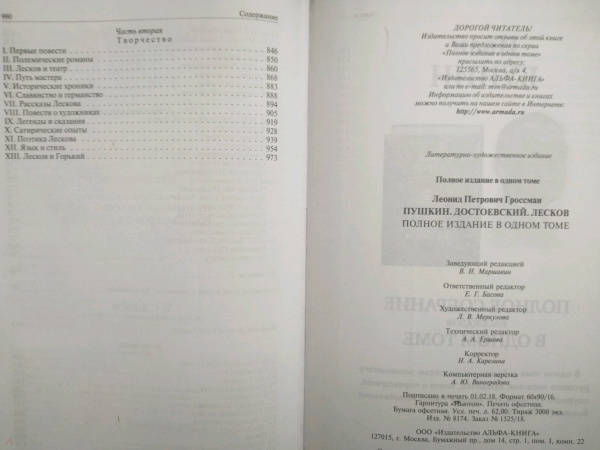 980 Содержание
Часть вторая
Творчество
I. Первые повести 846
II. Полемические романы 850
III. Лесков и театр 860
IV. Путь мастера 868
V. Исторические хроники 883
VI. Славянство и германство 888
VII. Рассказы Лескова 894
VIII. Повести о художниках 905
IX. Легенды и сказания 919
X. Сатирические опыты 928
XI. Поэтика Лескова 939
XII. Язык и стиль 954
XIII. Лесков и Горький 973
ДОРОГОЙ ЧИТАТЕЛЬ!
Издательство просит отзывы об этой книге
и Ваши предложения по серии
«Полное издание в одном томе»
присылать по адресу:
125565, Москва, а/я 4,
«Издательство АЛЬФА-КНИГА»
или по e-mail: mvn@armada.ru
Информацию об издательстве и книгах
можно получить на нашем сайте в Интернете:
http://www.armada.ru
Литературно-художественное издание
Полное издание в одном томе
Леонид Петрович Гроссман
ПУШКИН. ДОСТОЕВСКИЙ. ЛЕСКОВ
ПОЛНОЕ ИЗДАНИЕ В ОДНОМ ТОМЕ
Заведующий редакцией
В. Н. Маршавин
Ответственный редактор
Е. Г. Басова
Художественный редактор
Л. В. Меркулова
Технический редактор
А. А. Ершова
Корректор
Н. А. Карелина
Компьютерная верстка
А. Ю. Виноградова
Подписано в печать 01.02.18. Формат 60x90/16.
Гарнитура «Ньютон». Печать офсетная.
Бумага офсетная. Усл. печ. л. 62,00. Тираж 3000 экз.
Изд. № 8174. Заказ № 1525/18.
ООО «Издательство АЛЬФА-КНИГА»
127015, г. Москва, Бумажный пр., дом 14, стр. 1, пом. 1, комн. 22